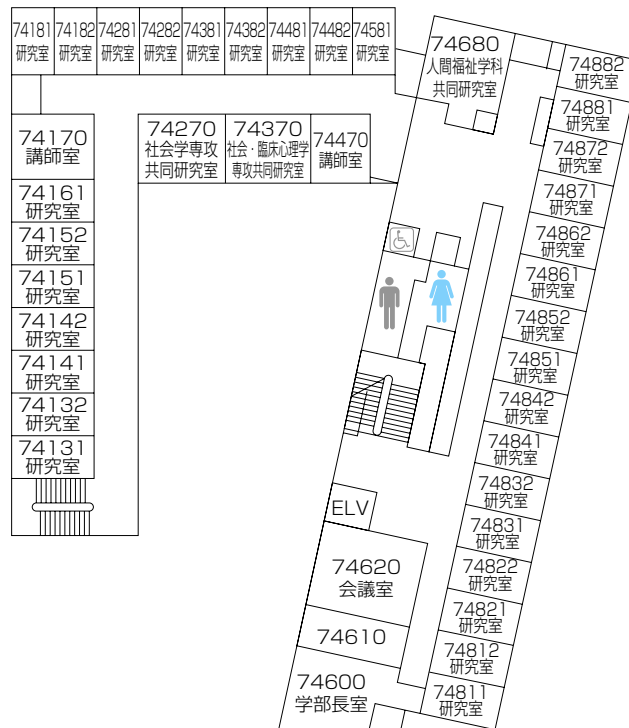 74181
研究室
74182
研究室
74281
研究室
74282
研究室
74381
研究室
74382
研究室
74481
研究室
74482
研究室
74581
研究室
74680
人間福祉学科
共同研究室
74882
研究室
74881
研究室
74872
研究室
74871
研究室
74862
研究室
74861
研究室
74852
研究室
74851
研究室
74842
研究室
74841
研究室
74832
研究室
74831
研究室
74822
研究室
74821
研究室
74812
研究室
74811
研究室
74170
講師室
74270
社会学専攻
共同研究室
74370
社会・臨床心理学
専攻共同研究室
74470
講師室
74161
研究室
74152
研究室
74151
研究室
74142
研究室
74141
研究室
74132
研究室
74131
研究室
ELV
74620
会議室
74610
74600
学部長室